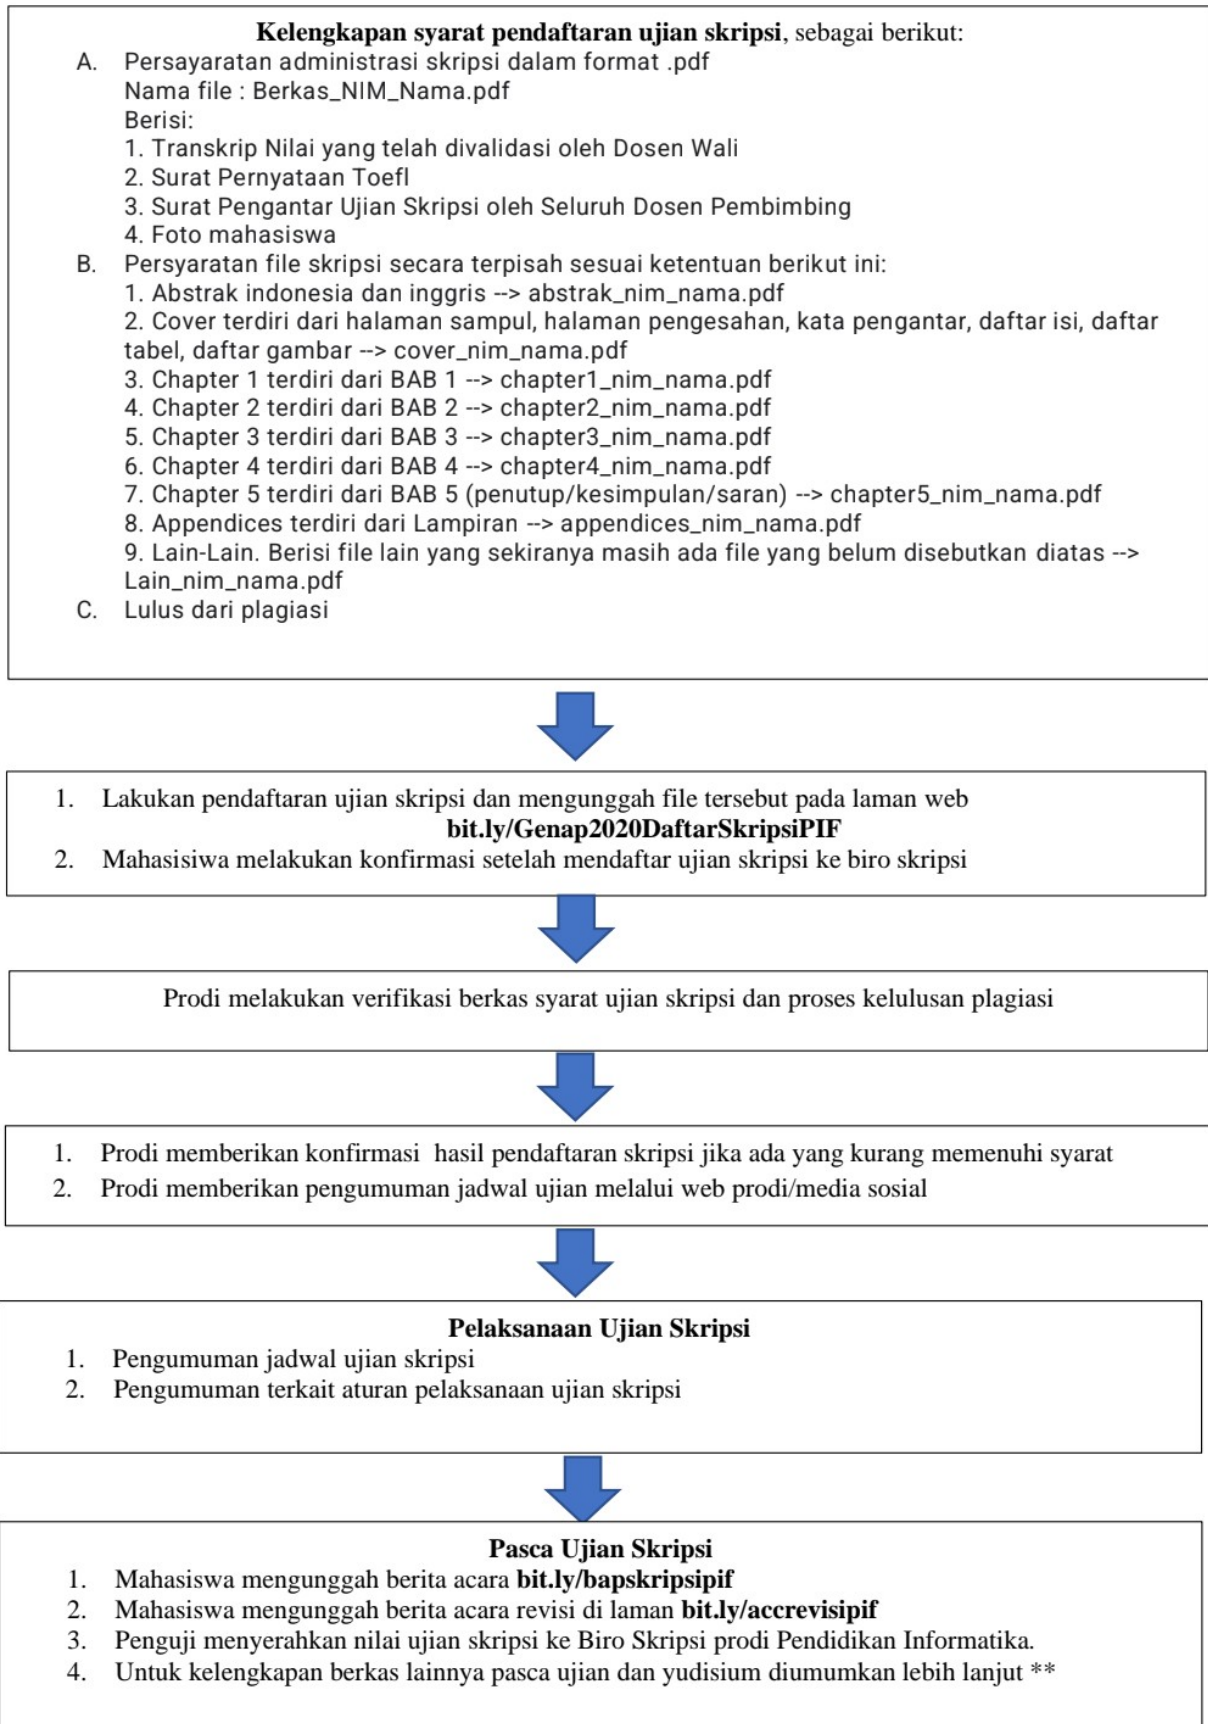 Kelengkapan syarat pendaftaran ujian skripsi, sebagai berikut:
A. Persayaratan administrasi skripsi dalam format .pdf
Nama file : Berkas_NIM_Nama.pdf
Berisi:
1. Transkrip Nilai yang telah divalidasi oleh Dosen Wali
2. Surat Pernyataan Toefl
3. Surat Pengantar Ujian Skripsi oleh Seluruh Dosen Pembimbing
4. Foto mahasiswa
B. Persyaratan file skripsi secara terpisah sesuai ketentuan berikut ini:
1. Abstrak indonesia dan inggris --> abstrak_nim_nama.pdf
2. Cover terdiri dari halaman sampul, halaman pengesahan, kata pengantar, daftar isi, daftar
tabel, daftar gambar --> cover_nim_nama.pdf
3. Chapter 1 terdiri dari BAB 1 --> chapter1_nim_nama.pdf
4. Chapter 2 terdiri dari BAB 2 --> chapter2_nim_nama.pdf
5. Chapter 3 terdiri dari BAB 3 --> chapter3_nim_nama.pdf
6. Chapter 4 terdiri dari BAB 4 --> chapter4_nim_nama.pdf
7. Chapter 5 terdiri dari BAB 5 (penutup/kesimpulan/saran) --> chapter5_nim_nama.pdf
8. Appendices terdiri dari Lampiran --> appendices_nim_nama.pdf
9. Lain-Lain. Berisi file lain yang sekiranya masih ada file yang belum disebutkan diatas -->
Lain_nim_nama.pdf
C. Lulus dari plagiasi
1. Lakukan pendaftaran ujian skripsi dan mengunggah file tersebut pada laman web
bit.ly/Genap2020DaftarSkripsiPIF
2. Mahasisiwa melakukan konfirmasi setelah mendaftar ujian skripsi ke biro skripsi
Prodi melakukan verifikasi berkas syarat ujian skripsi dan proses kelulusan plagiasi
1. Prodi memberikan konfirmasi hasil pendaftaran skripsi jika ada yang kurang memenuhi syarat
2. Prodi memberikan pengumuman jadwal ujian melalui web prodi/media sosial
Pelaksanaan Ujian Skripsi
1. Pengumuman jadwal ujian skripsi
2. Pengumuman terkait aturan pelaksanaan ujian skripsi
Pasca Ujian Skripsi
1. Mahasiswa mengunggah berita acara bit.ly/bapskripsipif
2. Mahasiswa mengunggah berita acara revisi di laman bit.ly/accrevisipif
3. Penguji menyerahkan nilai ujian skripsi ke Biro Skripsi prodi Pendidikan Informatika.
4. Untuk kelengkapan berkas lainnya pasca ujian dan yudisium diumumkan lebih lanjut **